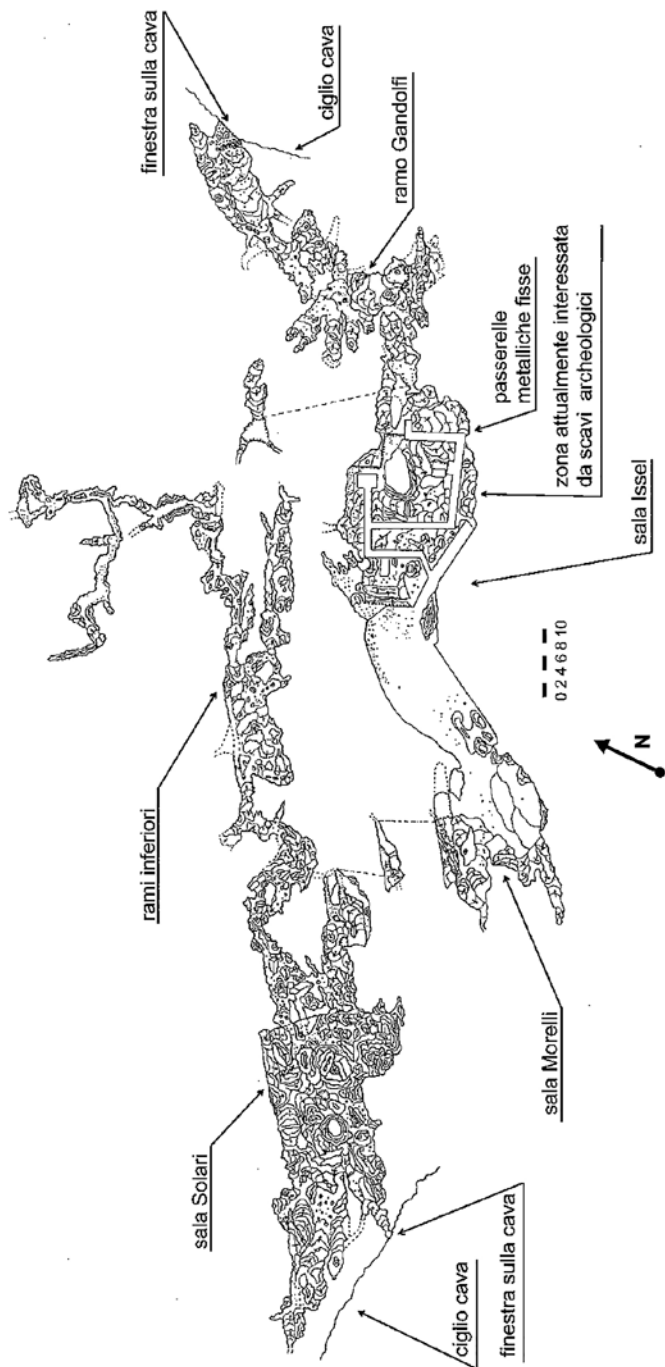 finestra sulla cava
ciglio cava
ramo Gandolfi
passerelle
metalliche fisse
zona attualmente interessata
da scavi archeologici
sala Issel
rami inferiori
0 2 4 6 8 10
N
sala Solari
sala Morelli
ciglio cava
finestra sulla cava